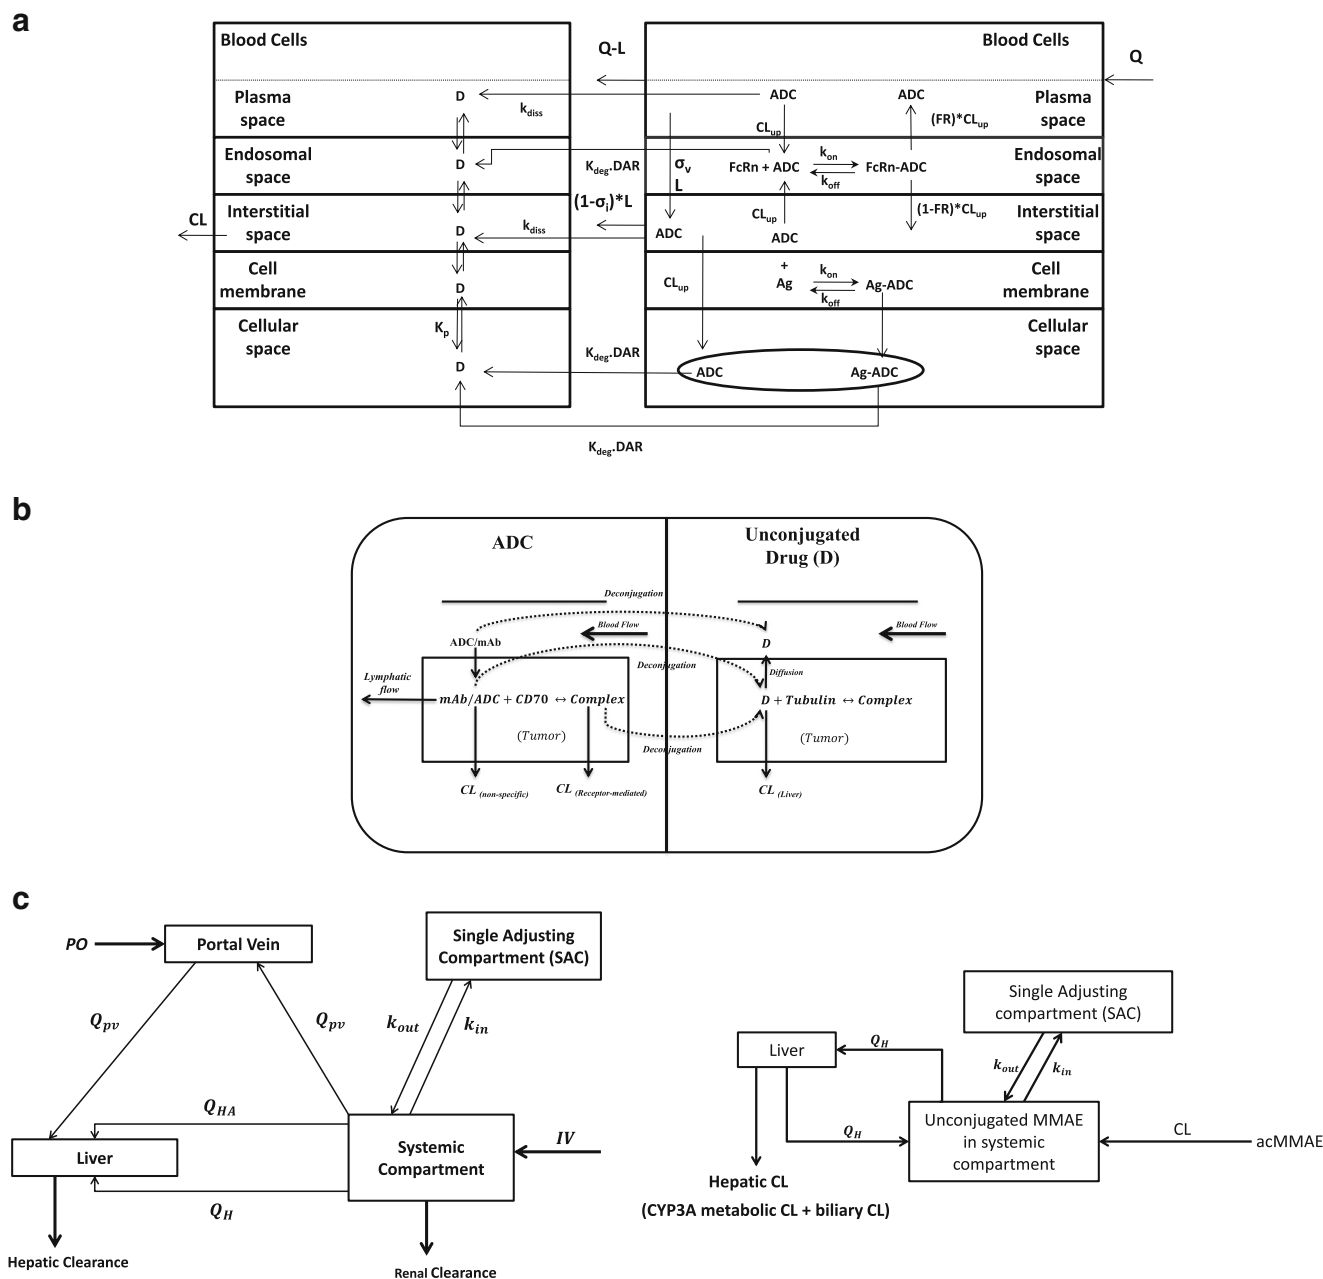 a
Blood Cells
Blood Cells
Q-L
Q
Plasma
space
D
k_diss
ADC
ADC
CL_up
(FR)*CL_up
Plasma
space
Endosomal
space
D
K_deg.DAR
σ_v
L
FcRn + ADC
k_on
k_off
FcRn-ADC
Endosomal
space
CL
Interstitial
space
D
k_diss
(1-σ_i)*L
ADC
CL_up
ADC
(1-FR)*CL_up
Interstitial
space
Cell
membrane
D
CL_up
+
Ag
k_on
k_off
Ag-ADC
Cell
membrane
Cellular
space
K_p
D
K_deg.DAR
ADC
Ag-ADC
Cellular
space
K_deg.DAR
b
ADC
Unconjugated
Drug (D)
Deconjugation
Blood Flow
Blood Flow
ADC/mAb
D
Deconjugation
Diffusion
Lymphatic
flow
mAb/ADC + CD70 ↔ Complex
D + Tubulin ↔ Complex
(Tumor)
(Tumor)
Deconjugation
CL (non-specific)
CL (Receptor-mediated)
CL (Liver)
c
PO
Portal Vein
Single Adjusting
Compartment (SAC)
Q_pv
Q_pv
k_out
k_in
Q_HA
Liver
Systemic
Compartment
IV
Q_H
Hepatic Clearance
Renal Clearance
Single Adjusting
compartment (SAC)
Liver
Q_H
k_out
k_in
Q_H
Unconjugated MMAE
in systemic
compartment
CL
acMMAE
Hepatic CL
(CYP3A metabolic CL + biliary CL)